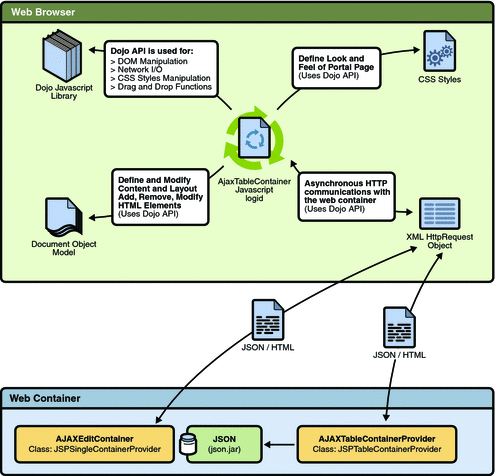 Web Browser
Dojo Javascript
Library
Dojo API is used for:
> DOM Manipulation
> Network I/O
> CSS Styles Manipulation
> Drag and Drop Functions
Define Look and
Feel of Portal Page
(Uses Dojo API)
CSS Styles
AjaxTableContainer
Javascript
logid
Define and Modify
Content and Layout
Add, Remove, Modify
HTML Elements
(Uses Dojo API)
Asynchronous HTTP
communications with
the web container
(Uses Dojo API)
Document Object
Model
XML HttpRequest
Object
JSON / HTML
JSON / HTML
Web Container
AJAXEditContainer
Class: JSPSingleContainerProvider
JSON
(json.jar)
AJAXTableContainerProvider
Class: JSPTableContainerProvider